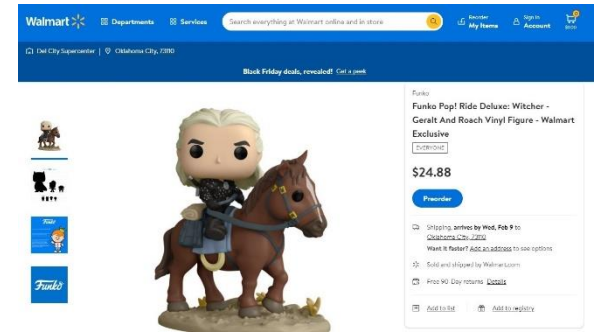 Walmart
Departments
Services
Search everything at Walmart online and in store
Reorder
My Items
Sign In
Account
$0.00
Del City Supercenter | Oklahoma City, 73110
Black Friday deals, revealed! Get a peek
Funko
Funko Pop! Ride Deluxe: Witcher -
Geralt And Roach Vinyl Figure - Walmart
Exclusive
EVERYONE
$24.88
Preorder
Shipping, arrives by Wed, Feb 9 to
Oklahoma City, 73110
Want it faster? Add an address to see options
Sold and shipped by Walmart.com
Free 90-Day returns Details
Add to list
Add to registry
Funko
Funko